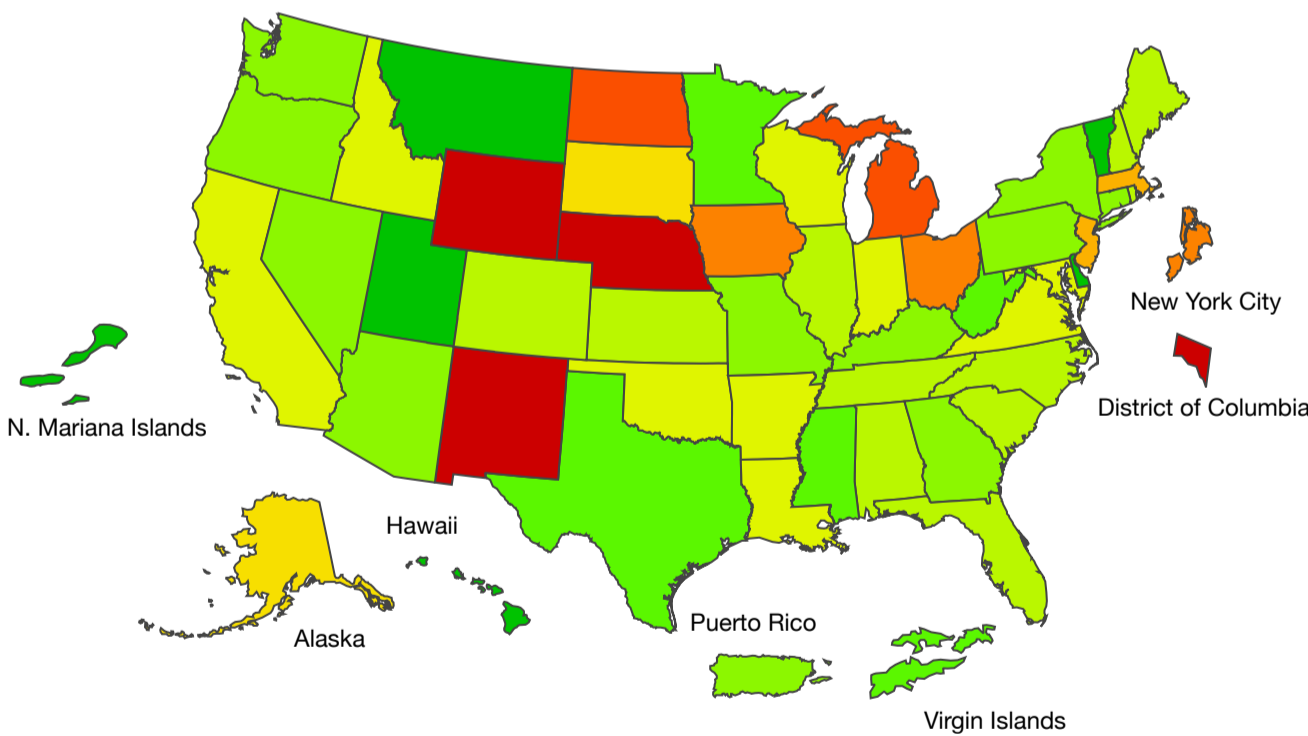 New York City
District of Columbia
N. Mariana Islands
Hawaii
Alaska
Puerto Rico
Virgin Islands